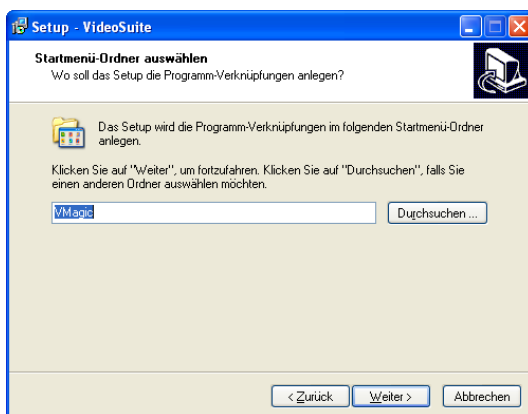 Setup - VideoSuite
Startmenü-Ordner auswählen
Wo soll das Setup die Programm-Verknüpfungen anlegen?
Das Setup wird die Programm-Verknüpfungen im folgenden Startmenü-Ordner
anlegen.
Klicken Sie auf "Weiter", um fortzufahren. Klicken Sie auf "Durchsuchen", falls Sie
einen anderen Ordner auswählen möchten.
VMagic
Durchsuchen ...
< Zurück
Weiter >
Abbrechen